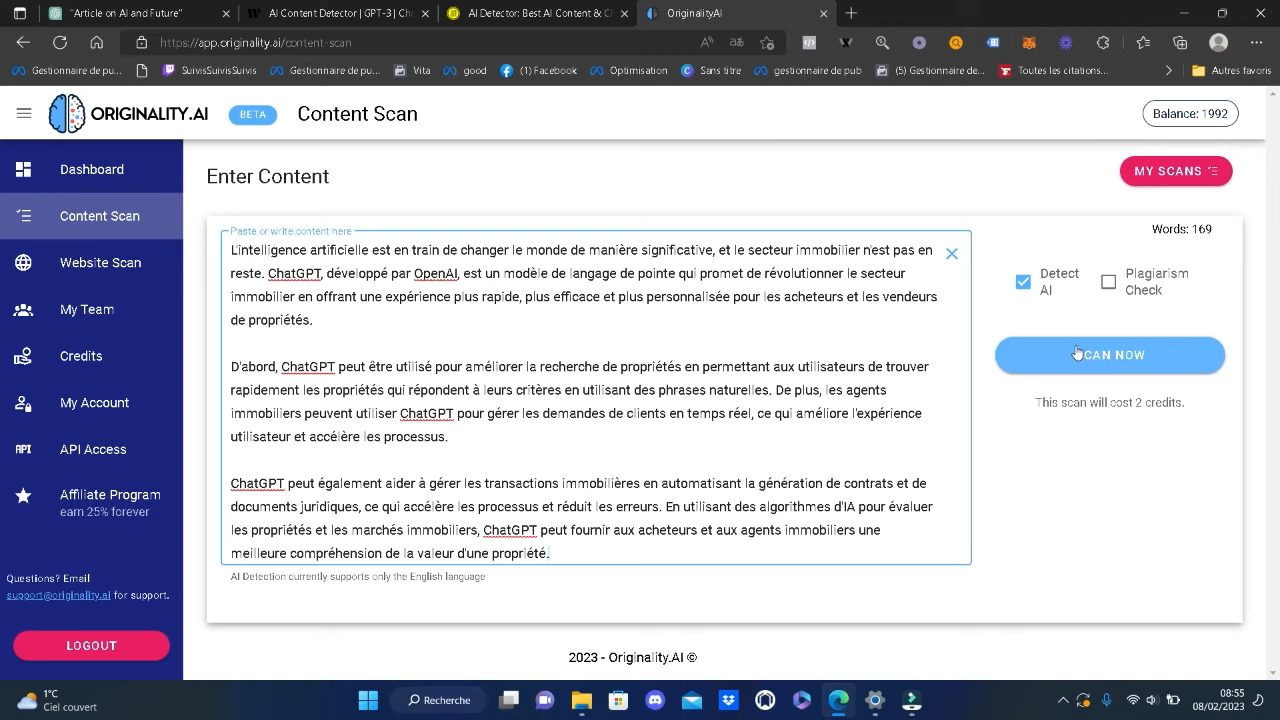 "Article on AI and Future"
AI Content Detector | GPT-3 | Cha
AI Detector: Best AI Content & C
OriginalityAI
https://app.originality.ai/content-scan
Gestionnaire de pu...
SuivisSuivisSuivis
Gestionnaire de pu...
Vita
good
(1)Facebook
Optimisation
Sans titre
gestionnaire de pub
(5) Gestionnaire de...
Toutes les citations...
Autres favoris
ORIGINALITY.AI
BETA
Content Scan
Balance: 1992
Dashboard
Content Scan
Website Scan
My Team
Credits
My Account
API
API Access
Affiliate Program
earn 25% forever
Questions? Email
support@originality.ai for support.
LOGOUT
Enter Content
MY SCANS
Paste or write content here
L'intelligence artificielle est en train de changer le monde de manière significative, et le secteur immobilier n'est pas en
reste. ChatGPT, développé par OpenAI, est un modèle de langage de pointe qui promet de révolutionner le secteur
immobilier en offrant une expérience plus rapide, plus efficace et plus personnalisée pour les acheteurs et les vendeurs
de propriétés.
D'abord, ChatGPT peut être utilisé pour améliorer la recherche de propriétés en permettant aux utilisateurs de trouver
rapidement les propriétés qui répondent à leurs critères en utilisant des phrases naturelles. De plus, les agents
immobiliers peuvent utiliser ChatGPT pour gérer les demandes de clients en temps réel, ce qui améliore l'expérience
utilisateur et accélère les processus.
ChatGPT peut également aider à gérer les transactions immobilières en automatisant la génération de contrats et de
documents juridiques, ce qui accélère les processus et réduit les erreurs. En utilisant des algorithmes d'IA pour évaluer
les propriétés et les marchés immobiliers, ChatGPT peut fournir aux acheteurs et aux agents immobiliers une
meilleure compréhension de la valeur d'une propriété.
AI Detection currently supports only the English language
Words: 169
Detect
AI
Plagiarism
Check
CAN NOW
This scan will cost 2 credits.
2023 - Originality.AI ©
1°C
Ciel couvert
Recherche
08:55
08/02/2023